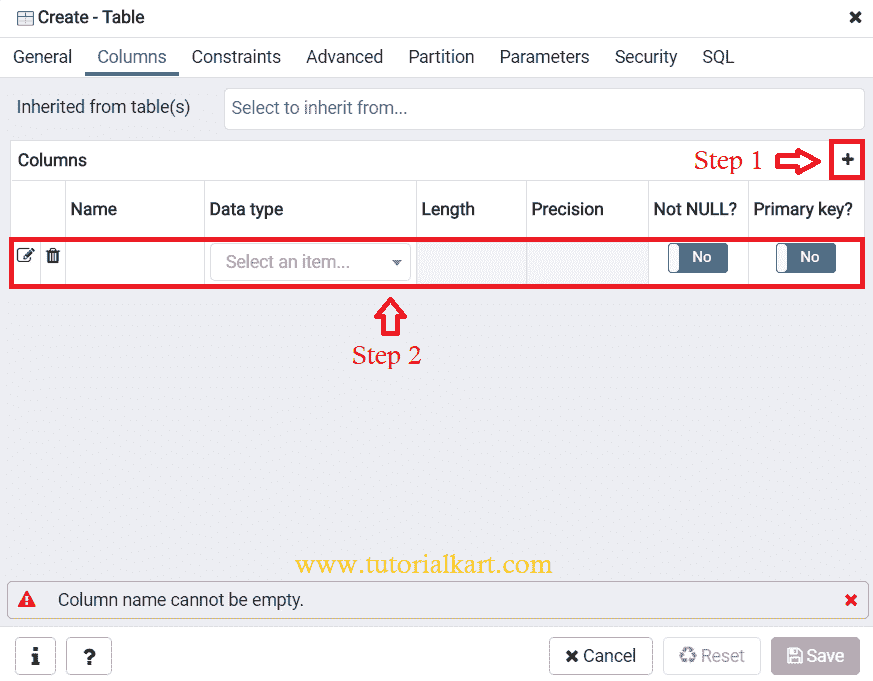 Create - Table
General Columns Constraints Advanced Partition Parameters Security SQL
Inherited from table(s) Select to inherit from...
Columns Step 1 +
Name Data type Length Precision Not NULL? Primary key?
Select an item... No No
Step 2
www.tutorialkart.com
Column name cannot be empty.
i ? Cancel Reset Save